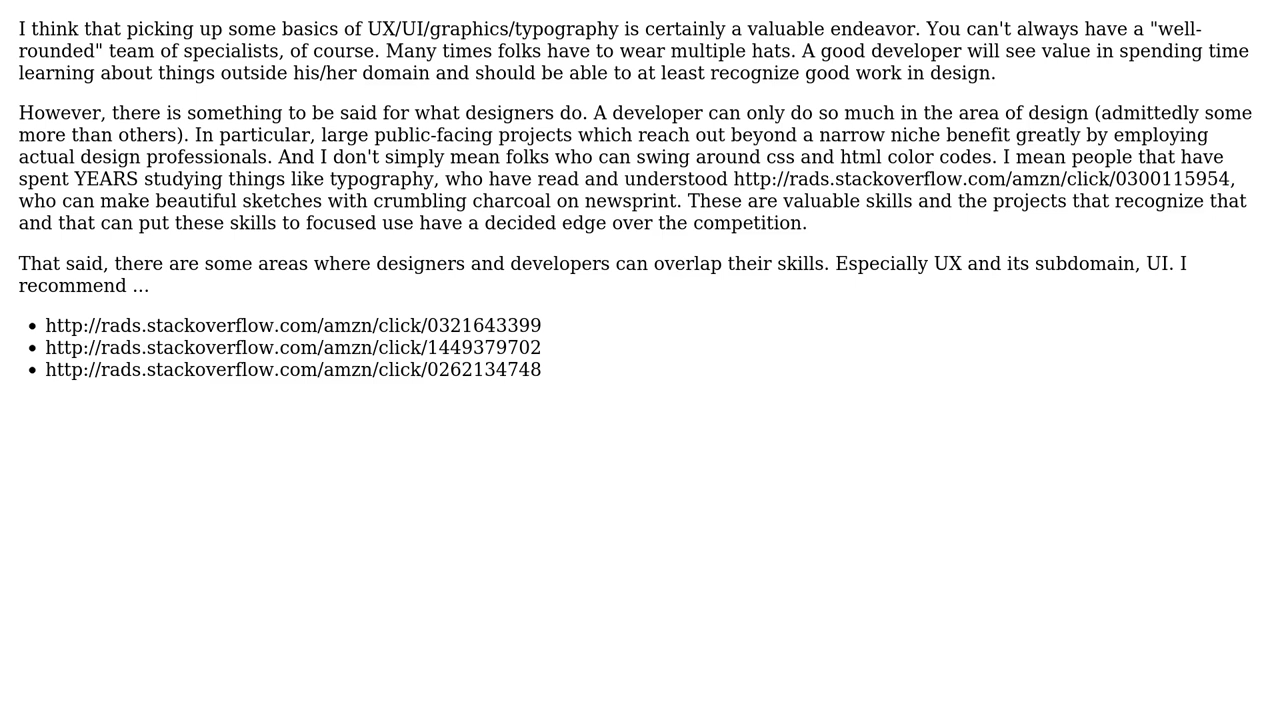 I think that picking up some basics of UX/UI/graphics/typography is certainly a valuable endeavor. You can't always have a "well-
rounded" team of specialists, of course. Many times folks have to wear multiple hats. A good developer will see value in spending time
learning about things outside his/her domain and should be able to at least recognize good work in design.
However, there is something to be said for what designers do. A developer can only do so much in the area of design (admittedly some
more than others). In particular, large public-facing projects which reach out beyond a narrow niche benefit greatly by employing
actual design professionals. And I don't simply mean folks who can swing around css and html color codes. I mean people that have
spent YEARS studying things like typography, who have read and understood http://rads.stackoverflow.com/amzn/click/0300115954,
who can make beautiful sketches with crumbling charcoal on newsprint. These are valuable skills and the projects that recognize that
and that can put these skills to focused use have a decided edge over the competition.
That said, there are some areas where designers and developers can overlap their skills. Especially UX and its subdomain, UI. I
recommend ...
• http://rads.stackoverflow.com/amzn/click/0321643399
• http://rads.stackoverflow.com/amzn/click/1449379702
• http://rads.stackoverflow.com/amzn/click/0262134748